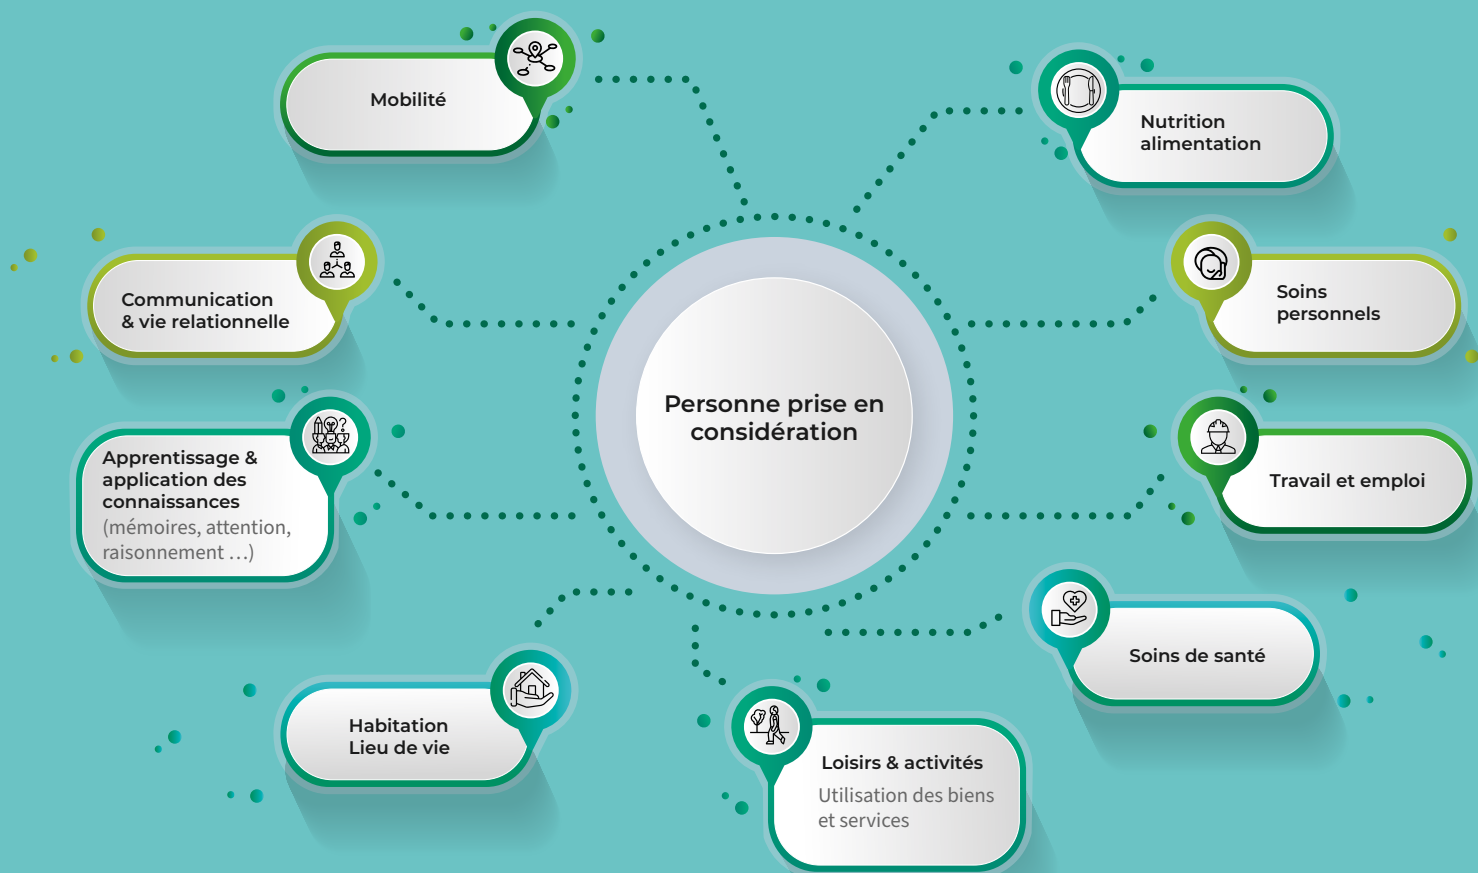 Mobilité
Nutrition
alimentation
Communication
& vie relationnelle
Soins
personnels
Personne prise en
considération
Apprentissage &
application des
connaissances
(mémoires, attention,
raisonnement ...)
Travail et emploi
Soins de santé
Habitation
Lieu de vie
Loisirs & activités
Utilisation des biens
et services